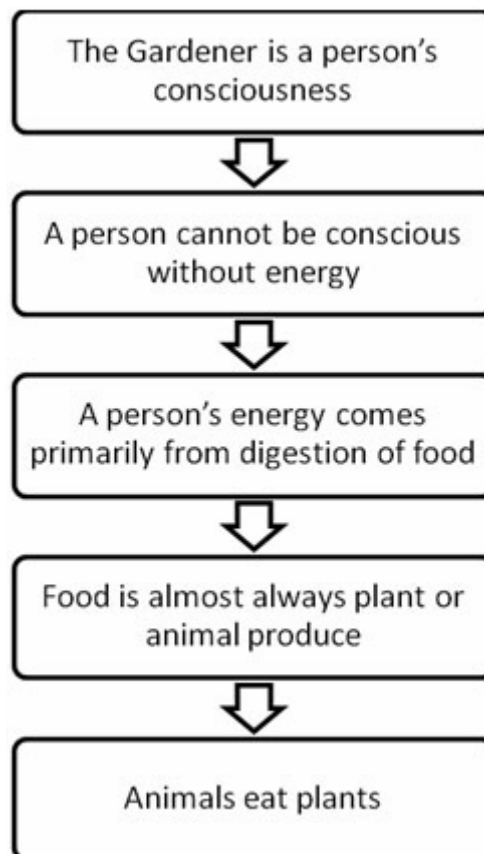 The Gardener is a person’s
consciousness
A person cannot be conscious
without energy
A person’s energy comes
primarily from digestion of food
Food is almost always plant or
animal produce
Animals eat plants